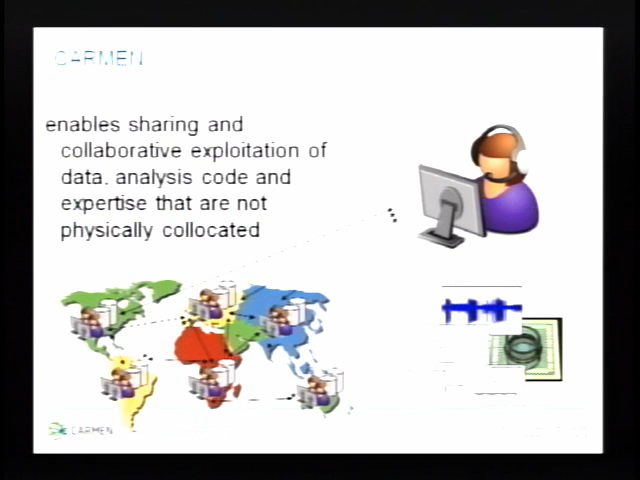 CARMEN
enables sharing and
collaborative exploitation of
data, analysis code and
expertise that are not
physically collocated
CARMEN